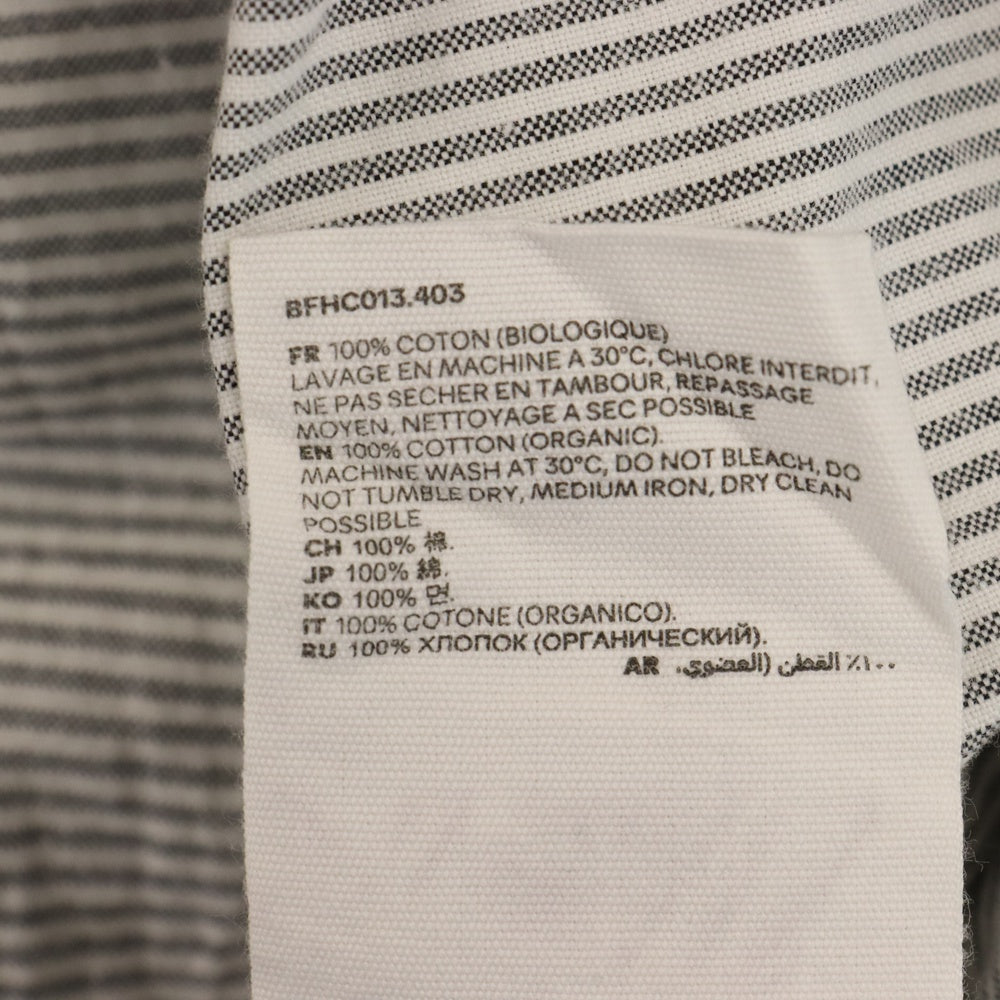 BFHC013.403
FR 100% COTON (BIOLOGIQUE)
LAVAGE EN MACHINE A 30°C, CHLORE INTERDIT,
NE PAS SECHER EN TAMBOUR, REPASSAGE
MOYEN, NETTOYAGE A SEC POSSIBLE
EN 100% COTTON (ORGANIC).
MACHINE WASH AT 30°C, DO NOT BLEACH, DO
NOT TUMBLE DRY, MEDIUM IRON, DRY CLEAN
POSSIBLE
CH 100% 棉.
JP 100% 綿.
KO 100% 면.
IT 100% COTONE (ORGANICO).
RU 100% ХЛОПОК (ОРГАНИЧЕСКИЙ).
١٠٠٪ القطن (العضوي). AR